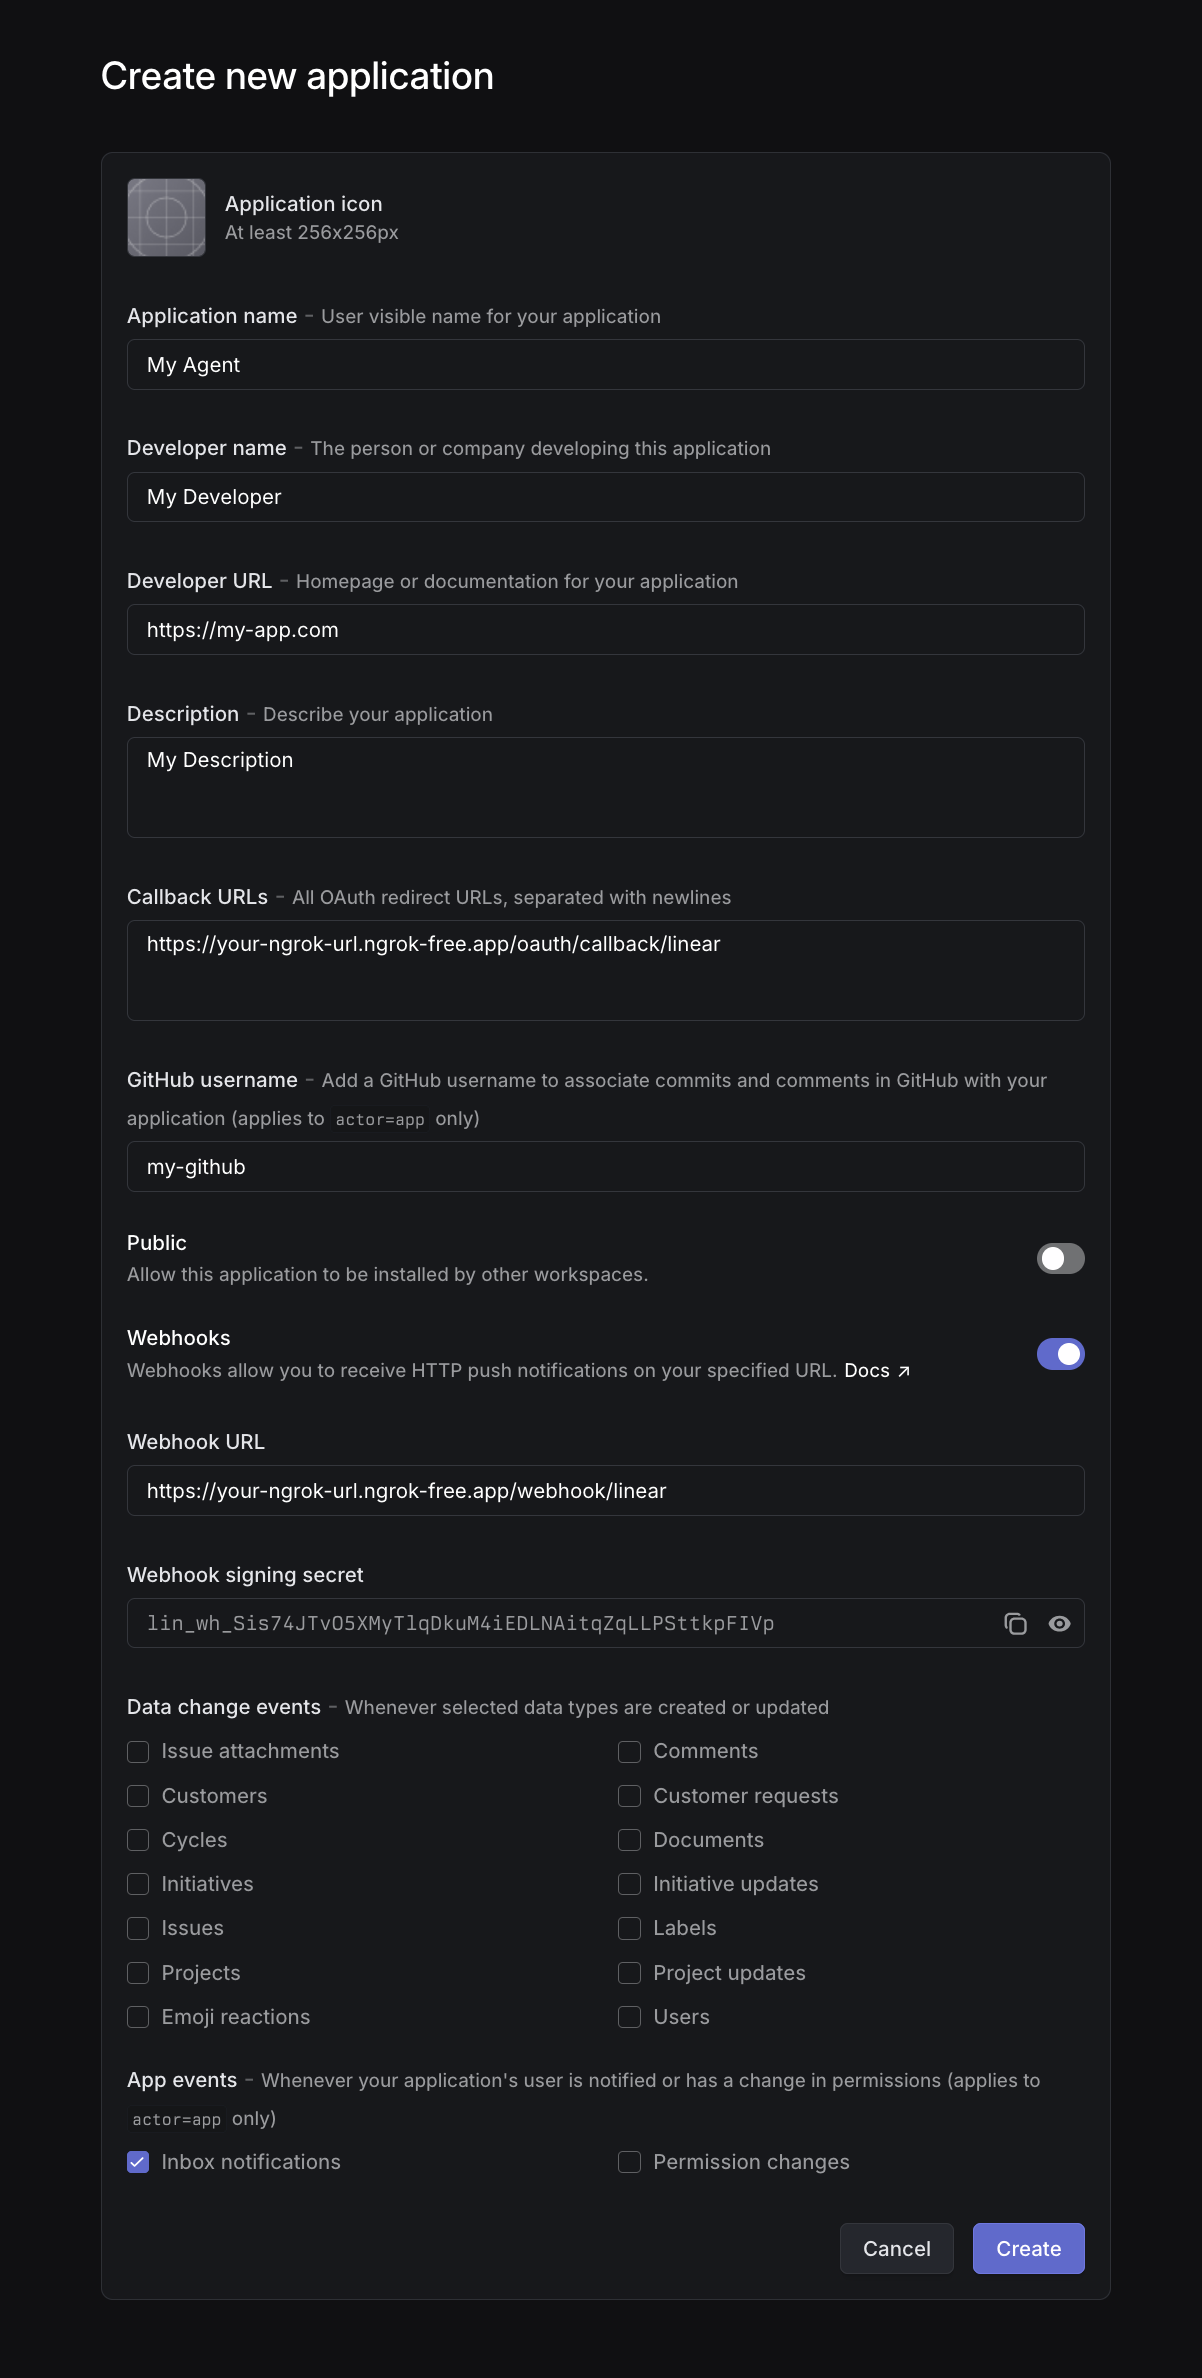 Create new application
Application icon
At least 256x256px
Application name – User visible name for your application
My Agent
Developer name – The person or company developing this application
My Developer
Developer URL – Homepage or documentation for your application
https://my-app.com
Description – Describe your application
My Description
Callback URLs – All OAuth redirect URLs, separated with newlines
https://your-ngrok-url.ngrok-free.app/oauth/callback/linear
GitHub username – Add a GitHub username to associate commits and comments in GitHub with your
application (applies to actor=app only)
my-github
Public
Allow this application to be installed by other workspaces.
Webhooks
Webhooks allow you to receive HTTP push notifications on your specified URL. Docs ↗
Webhook URL
https://your-ngrok-url.ngrok-free.app/webhook/linear
Webhook signing secret
lin_wh_Sis74JTvO5XMyTlqDkuM4iEDLNAitqZqLLPSttkpFIVp
Data change events – Whenever selected data types are created or updated
Issue attachments Comments
Customers Customer requests
Cycles Documents
Initiatives Initiative updates
Issues Labels
Projects Project updates
Emoji reactions Users
App events – Whenever your application's user is notified or has a change in permissions (applies to
actor=app only)
Inbox notifications Permission changes
Cancel Create